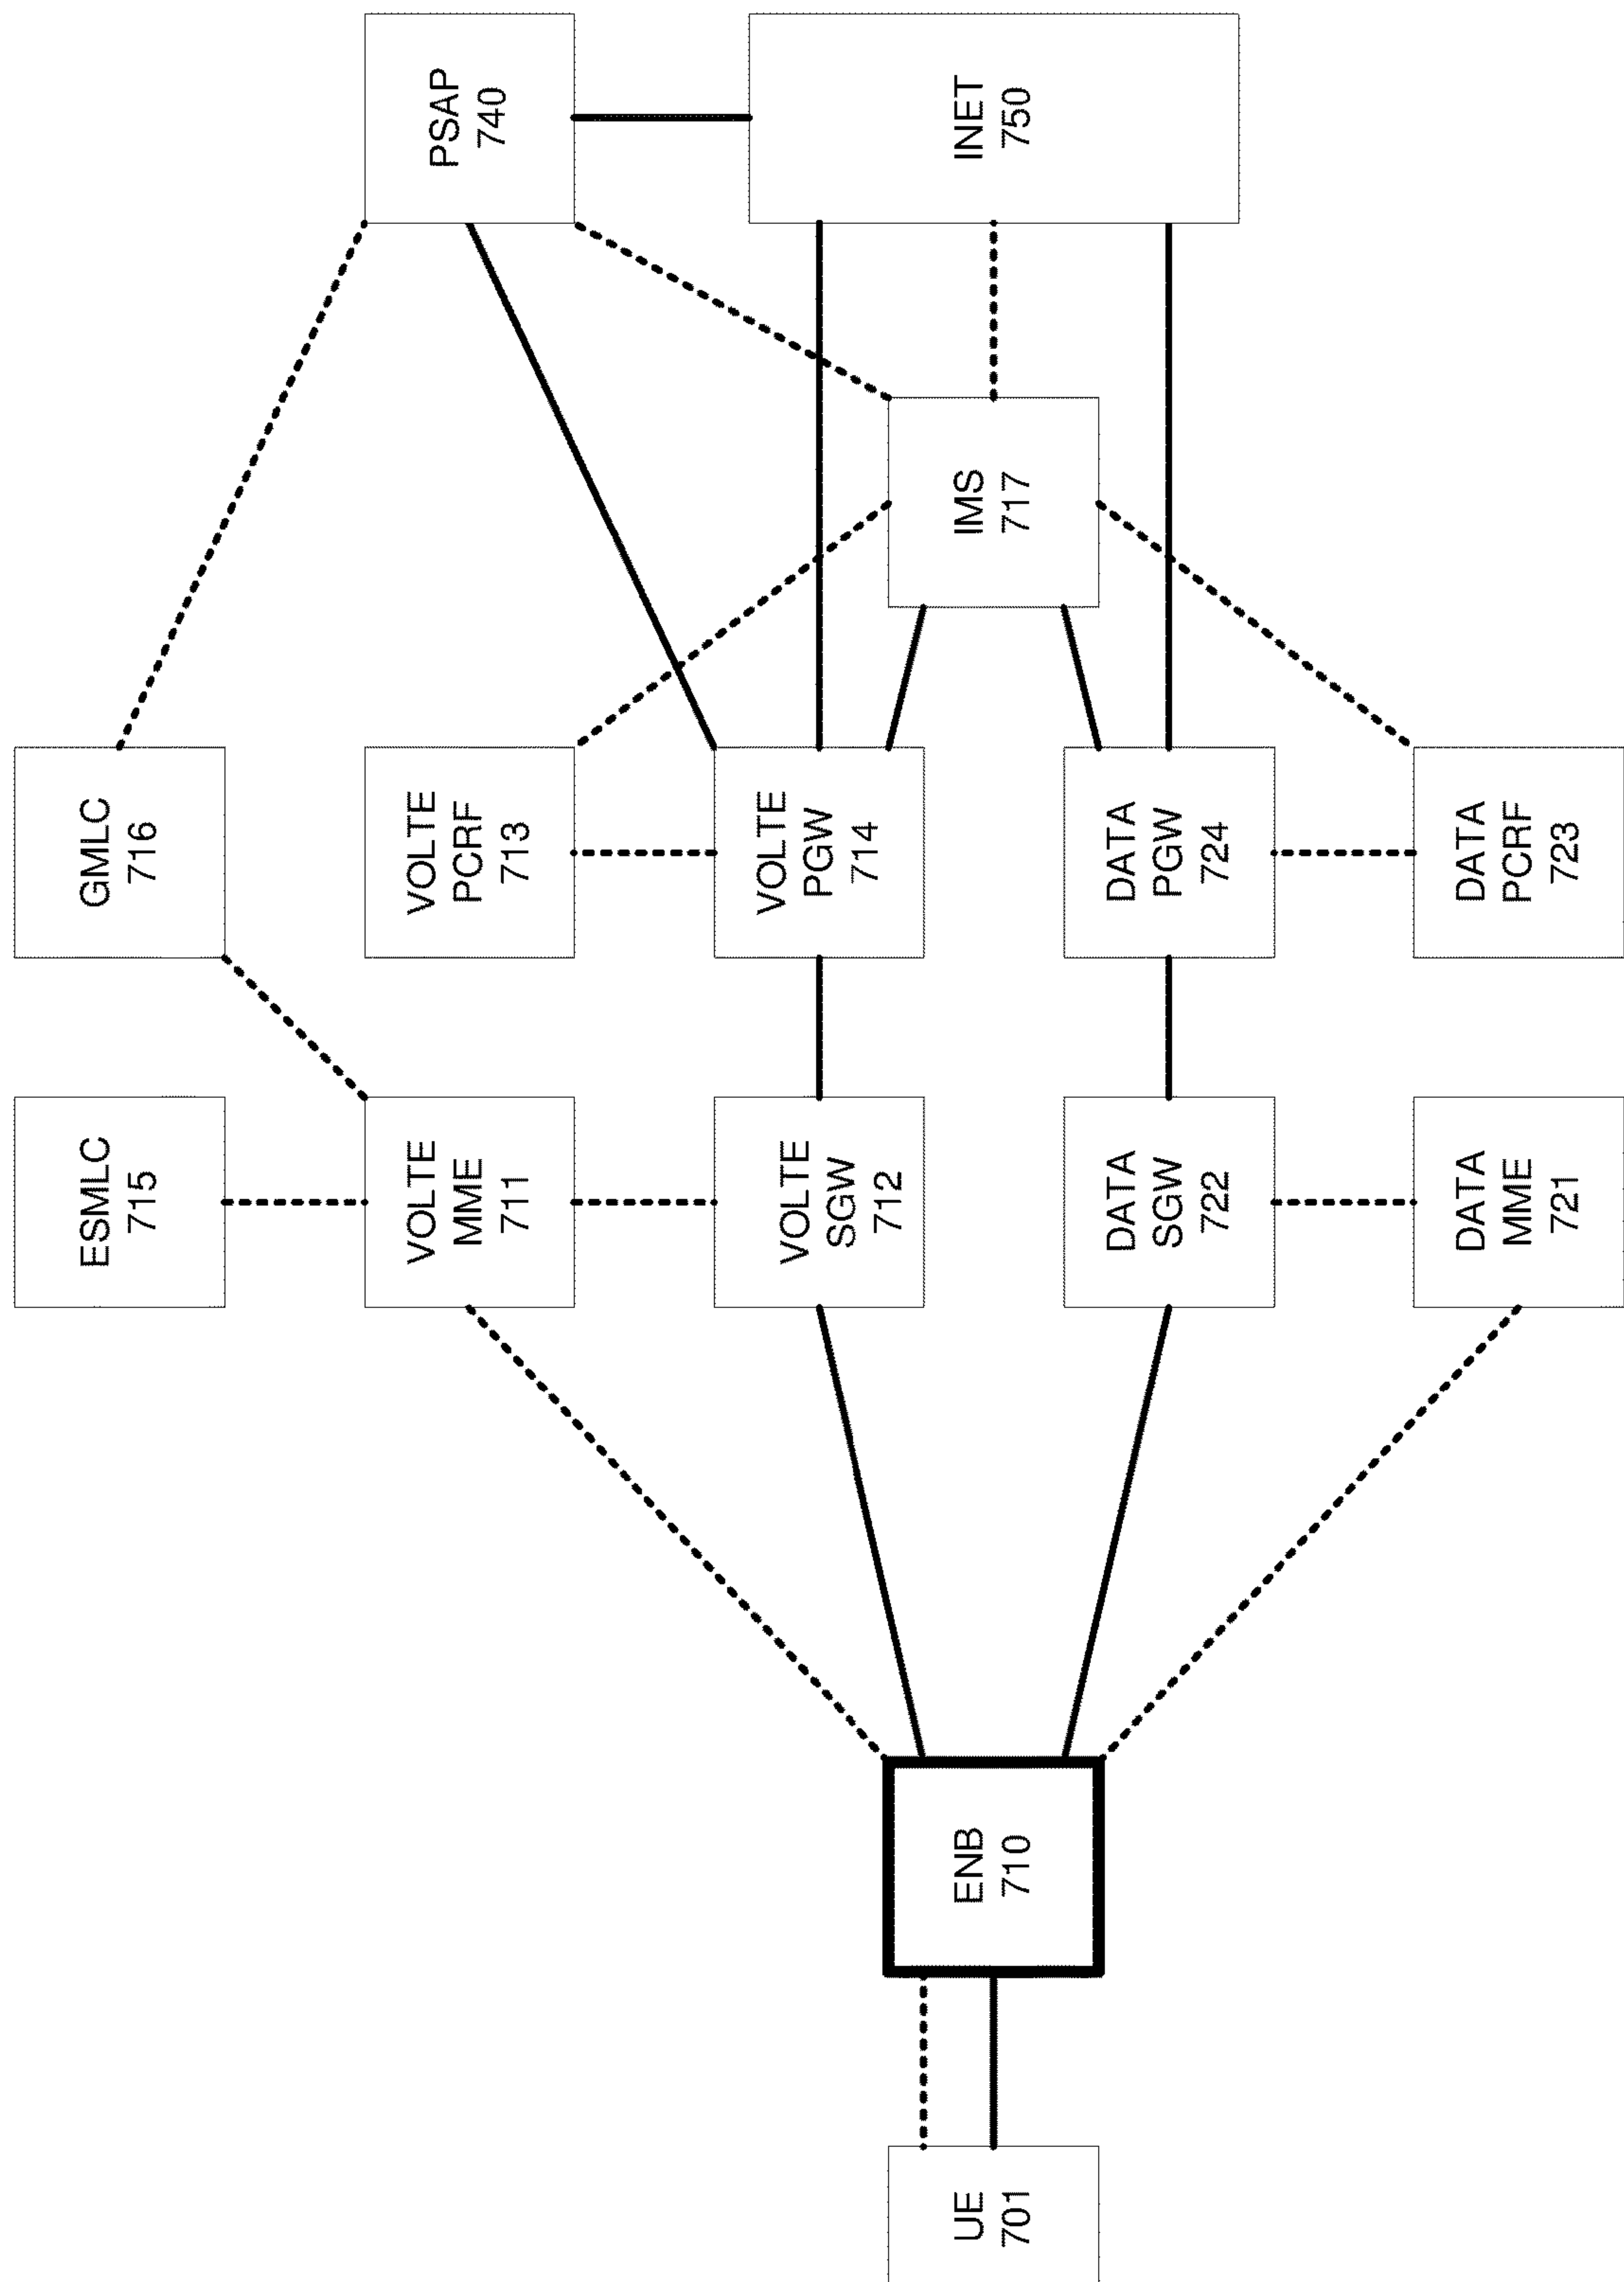 ESMLC
715
GMLC
716
VOLTE
MME
711
VOLTE
PCRF
713
PSAP
740
VOLTE
SGW
712
VOLTE
PGW
714
UE
701
ENB
710
IMS
717
INET
750
DATA
SGW
722
DATA
PGW
724
DATA
MME
721
DATA
PCRF
723